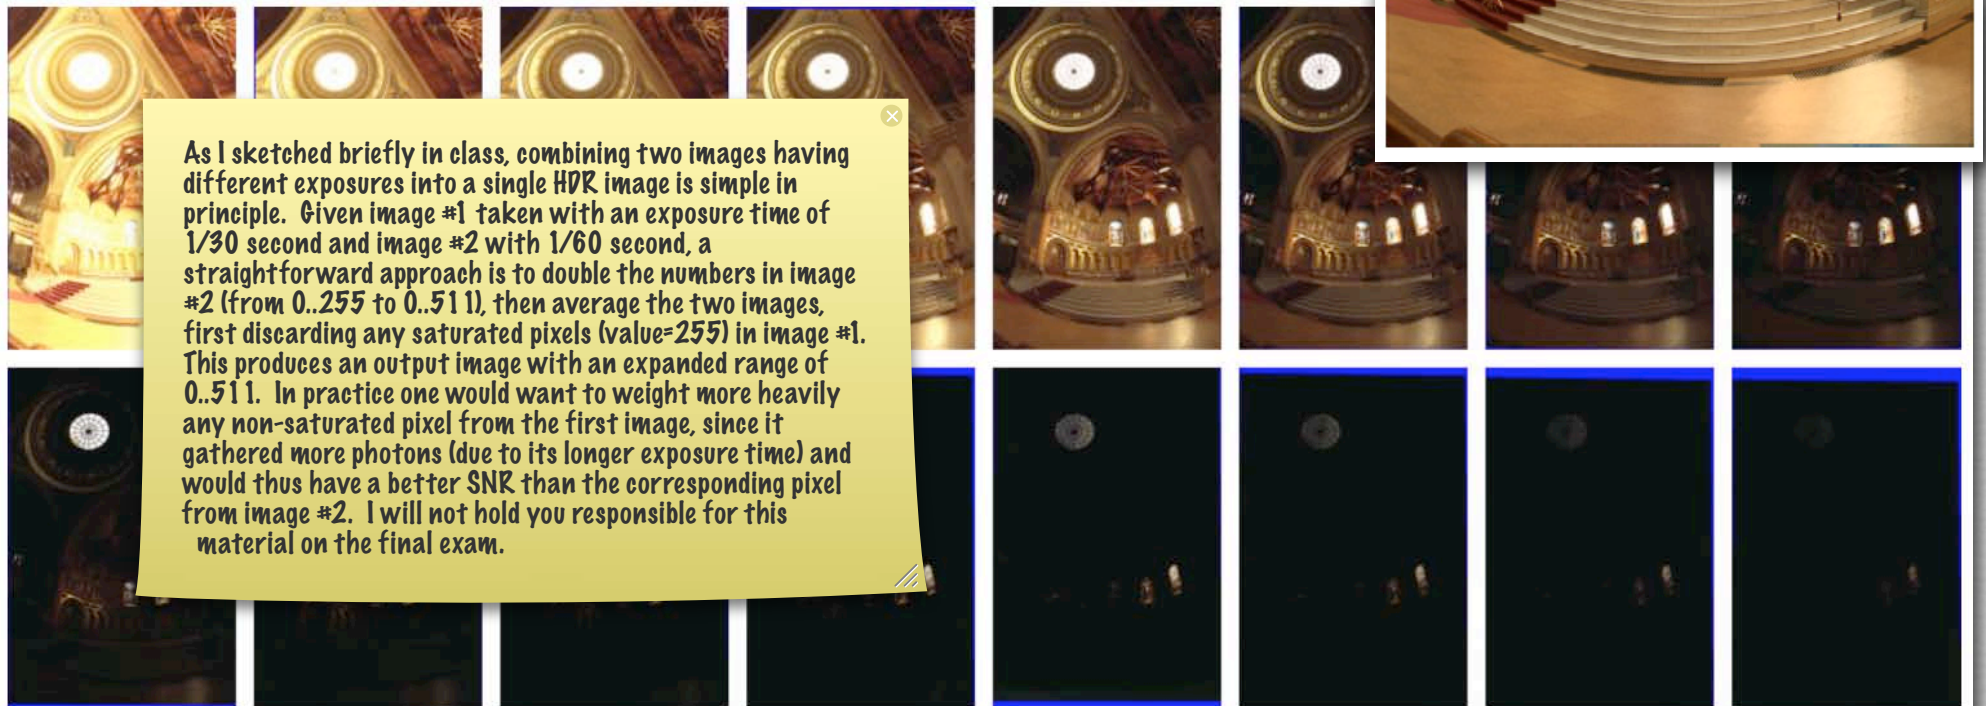 As I sketched briefly in class, combining two images having
different exposures into a single HDR image is simple in
principle.  Given image #1 taken with an exposure time of
1/30 second and image #2 with 1/60 second, a
straightforward approach is to double the numbers in image
#2 (from 0..255 to 0..511), then average the two images,
first discarding any saturated pixels (value=255) in image #1.
This produces an output image with an expanded range of
0..511.  In practice one would want to weight more heavily
any non-saturated pixel from the first image, since it
gathered more photons (due to its longer exposure time) and
would thus have a better SNR than the corresponding pixel
from image #2.  I will not hold you responsible for this
material on the final exam.